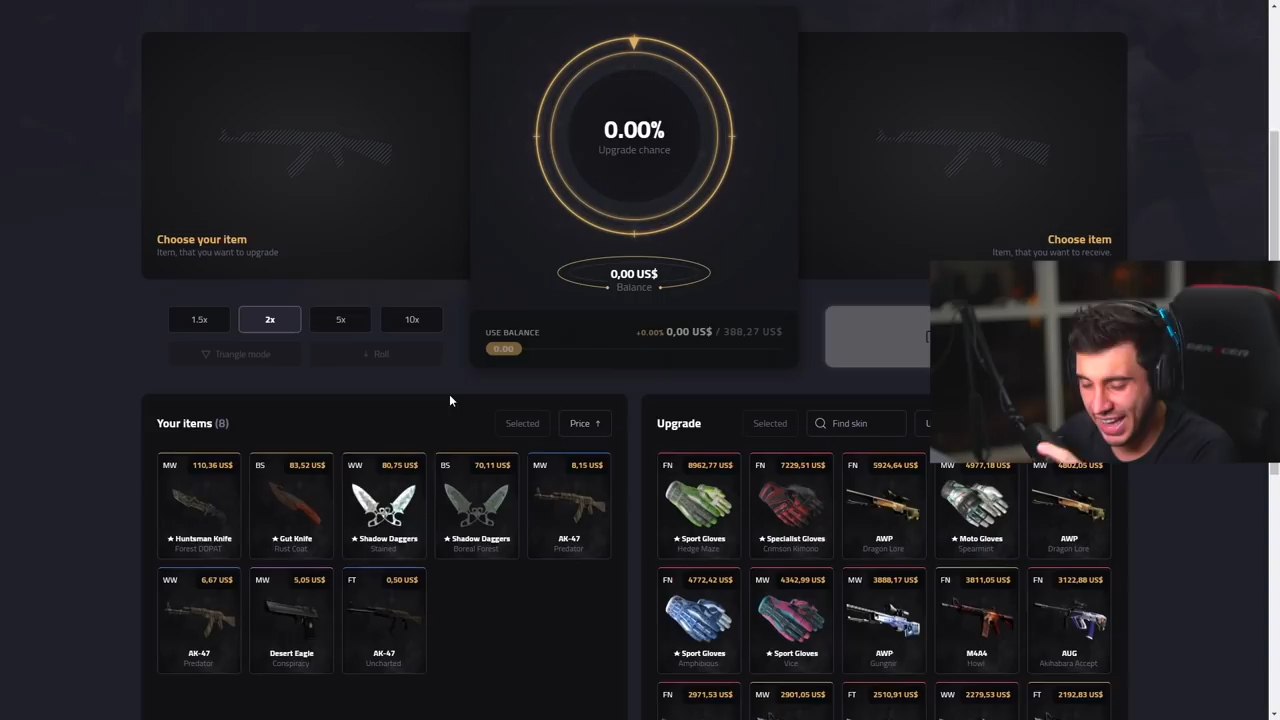 0.00%
Upgrade chance
Choose your item
Item, that you want to upgrade
Choose item
Item, that you want to receive.
0,00 US$
Balance
1.5x 2x 5x 10x
Triangle mode Roll
USE BALANCE +0.00% 0,00 US$ / 388,27 US$
0.00
Your items (8) Selected Price ↑
Upgrade Selected Find skin
MW 110,36 US$
★ Huntsman Knife
Forest DDPAT
BS 83,52 US$
★ Gut Knife
Rust Coat
WW 80,75 US$
★ Shadow Daggers
Stained
BS 70,11 US$
★ Shadow Daggers
Boreal Forest
MW 8,15 US$
AK-47
Predator
WW 6,67 US$
AK-47
Predator
MW 5,05 US$
Desert Eagle
Conspiracy
FT 0,50 US$
AK-47
Uncharted
FN 8962,77 US$
★ Sport Gloves
Hedge Maze
FN 7229,51 US$
★ Specialist Gloves
Crimson Kimono
FN 5924,64 US$
AWP
Dragon Lore
MW 4977,18 US$
★ Moto Gloves
Spearmint
MW 4802,05 US$
AWP
Dragon Lore
FN 4772,42 US$
★ Sport Gloves
Amphibious
MW 4342,99 US$
★ Sport Gloves
Vice
MW 3888,17 US$
AWP
Gungnir
FN 3811,05 US$
M4A4
Howl
FN 3122,88 US$
AUG
Akihabara Accept
FN 2971,53 US$
MW 2901,05 US$
FT 2510,91 US$
WW 2279,53 US$
FT 2192,83 US$